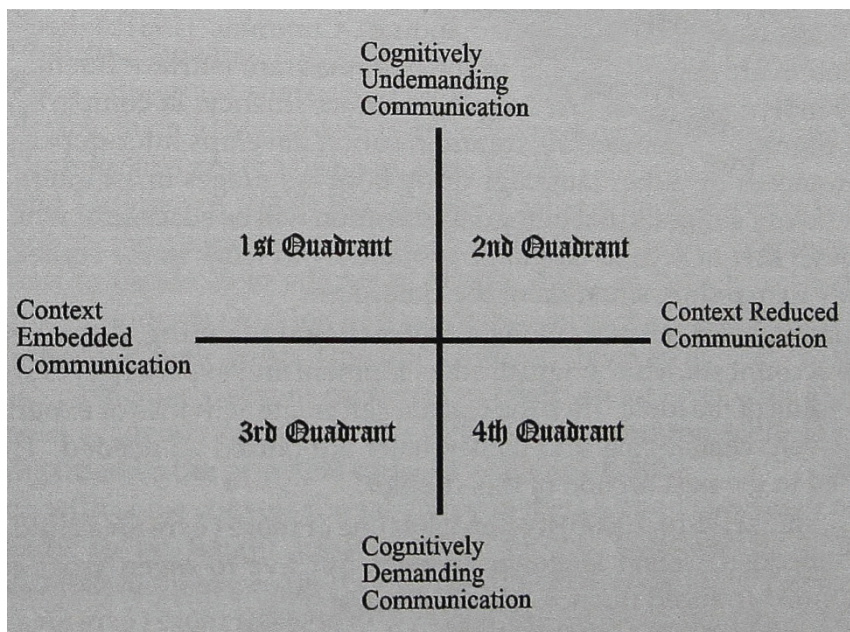 Cognitively
Undemanding
Communication
1st Quadrant
2nd Quadrant
Context
Embedded
Communication
Context Reduced
Communication
3rd Quadrant
4th Quadrant
Cognitively
Demanding
Communication